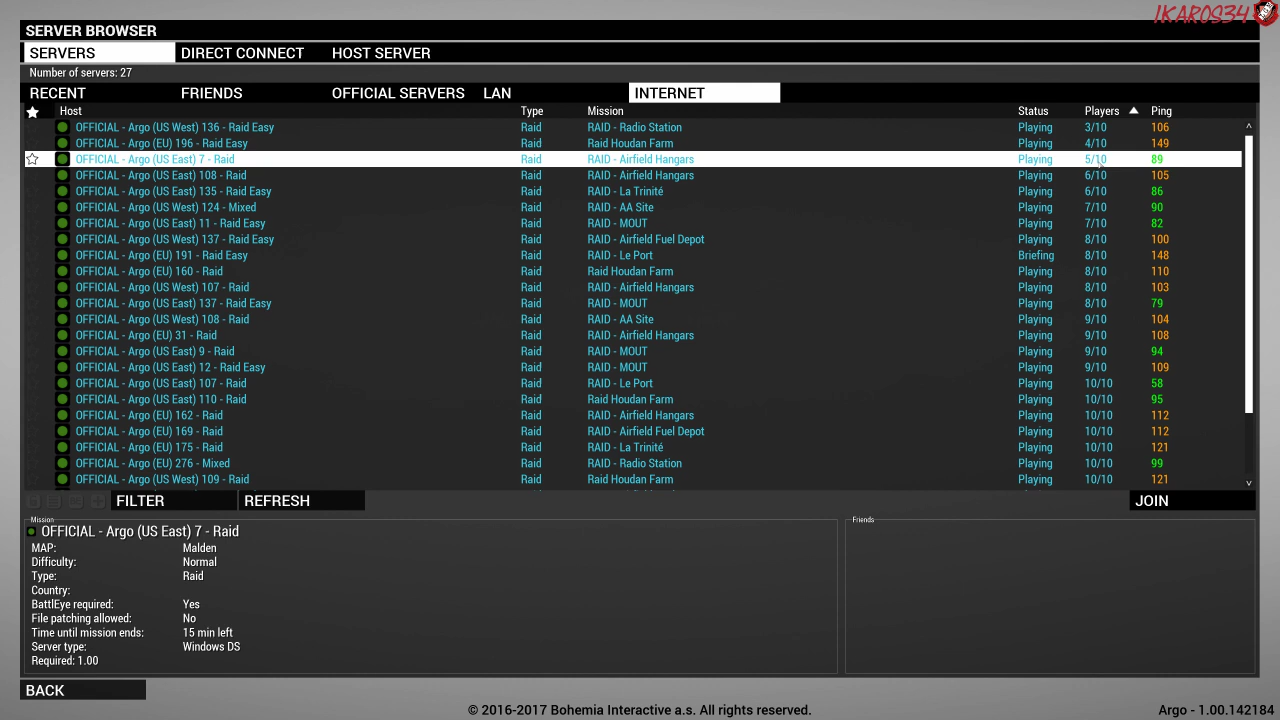 IKAROS34
SERVER BROWSER
SERVERS DIRECT CONNECT HOST SERVER
Number of servers: 27
RECENT FRIENDS OFFICIAL SERVERS LAN INTERNET
Host Type Mission Status Players Ping
OFFICIAL - Argo (US West) 136 - Raid Easy Raid RAID - Radio Station Playing 3/10 106
OFFICIAL - Argo (EU) 196 - Raid Easy Raid Raid Houdan Farm Playing 4/10 149
OFFICIAL - Argo (US East) 7 - Raid Raid RAID - Airfield Hangars Playing 5/10 89
OFFICIAL - Argo (US East) 108 - Raid Raid RAID - Airfield Hangars Playing 6/10 105
OFFICIAL - Argo (US East) 135 - Raid Easy Raid RAID - La Trinité Playing 6/10 86
OFFICIAL - Argo (US West) 124 - Mixed Raid RAID - AA Site Playing 7/10 90
OFFICIAL - Argo (US East) 11 - Raid Easy Raid RAID - MOUT Playing 7/10 82
OFFICIAL - Argo (US West) 137 - Raid Easy Raid RAID - Airfield Fuel Depot Playing 8/10 100
OFFICIAL - Argo (EU) 191 - Raid Easy Raid RAID - Le Port Briefing 8/10 148
OFFICIAL - Argo (EU) 160 - Raid Raid Raid Houdan Farm Playing 8/10 110
OFFICIAL - Argo (US West) 107 - Raid Raid RAID - Airfield Hangars Playing 8/10 103
OFFICIAL - Argo (US East) 137 - Raid Easy Raid RAID - MOUT Playing 8/10 79
OFFICIAL - Argo (US West) 108 - Raid Raid RAID - AA Site Playing 9/10 104
OFFICIAL - Argo (EU) 31 - Raid Raid RAID - Airfield Hangars Playing 9/10 108
OFFICIAL - Argo (US East) 9 - Raid Raid RAID - MOUT Playing 9/10 94
OFFICIAL - Argo (US East) 12 - Raid Easy Raid RAID - MOUT Playing 9/10 109
OFFICIAL - Argo (US East) 107 - Raid Raid RAID - Le Port Playing 10/10 58
OFFICIAL - Argo (US East) 110 - Raid Raid Raid Houdan Farm Playing 10/10 95
OFFICIAL - Argo (EU) 162 - Raid Raid RAID - Airfield Hangars Playing 10/10 112
OFFICIAL - Argo (EU) 169 - Raid Raid RAID - Airfield Fuel Depot Playing 10/10 112
OFFICIAL - Argo (EU) 175 - Raid Raid RAID - La Trinité Playing 10/10 121
OFFICIAL - Argo (EU) 276 - Mixed Raid RAID - Radio Station Playing 10/10 99
OFFICIAL - Argo (US West) 109 - Raid Raid Raid Houdan Farm Playing 10/10 121
FILTER REFRESH JOIN
Mission Friends
OFFICIAL - Argo (US East) 7 - Raid
MAP: Malden
Difficulty: Normal
Type: Raid
Country:
BattlEye required: Yes
File patching allowed: No
Time until mission ends: 15 min left
Server type: Windows DS
Required: 1.00
BACK
© 2016-2017 Bohemia Interactive a.s. All rights reserved. Argo - 1.00.142184